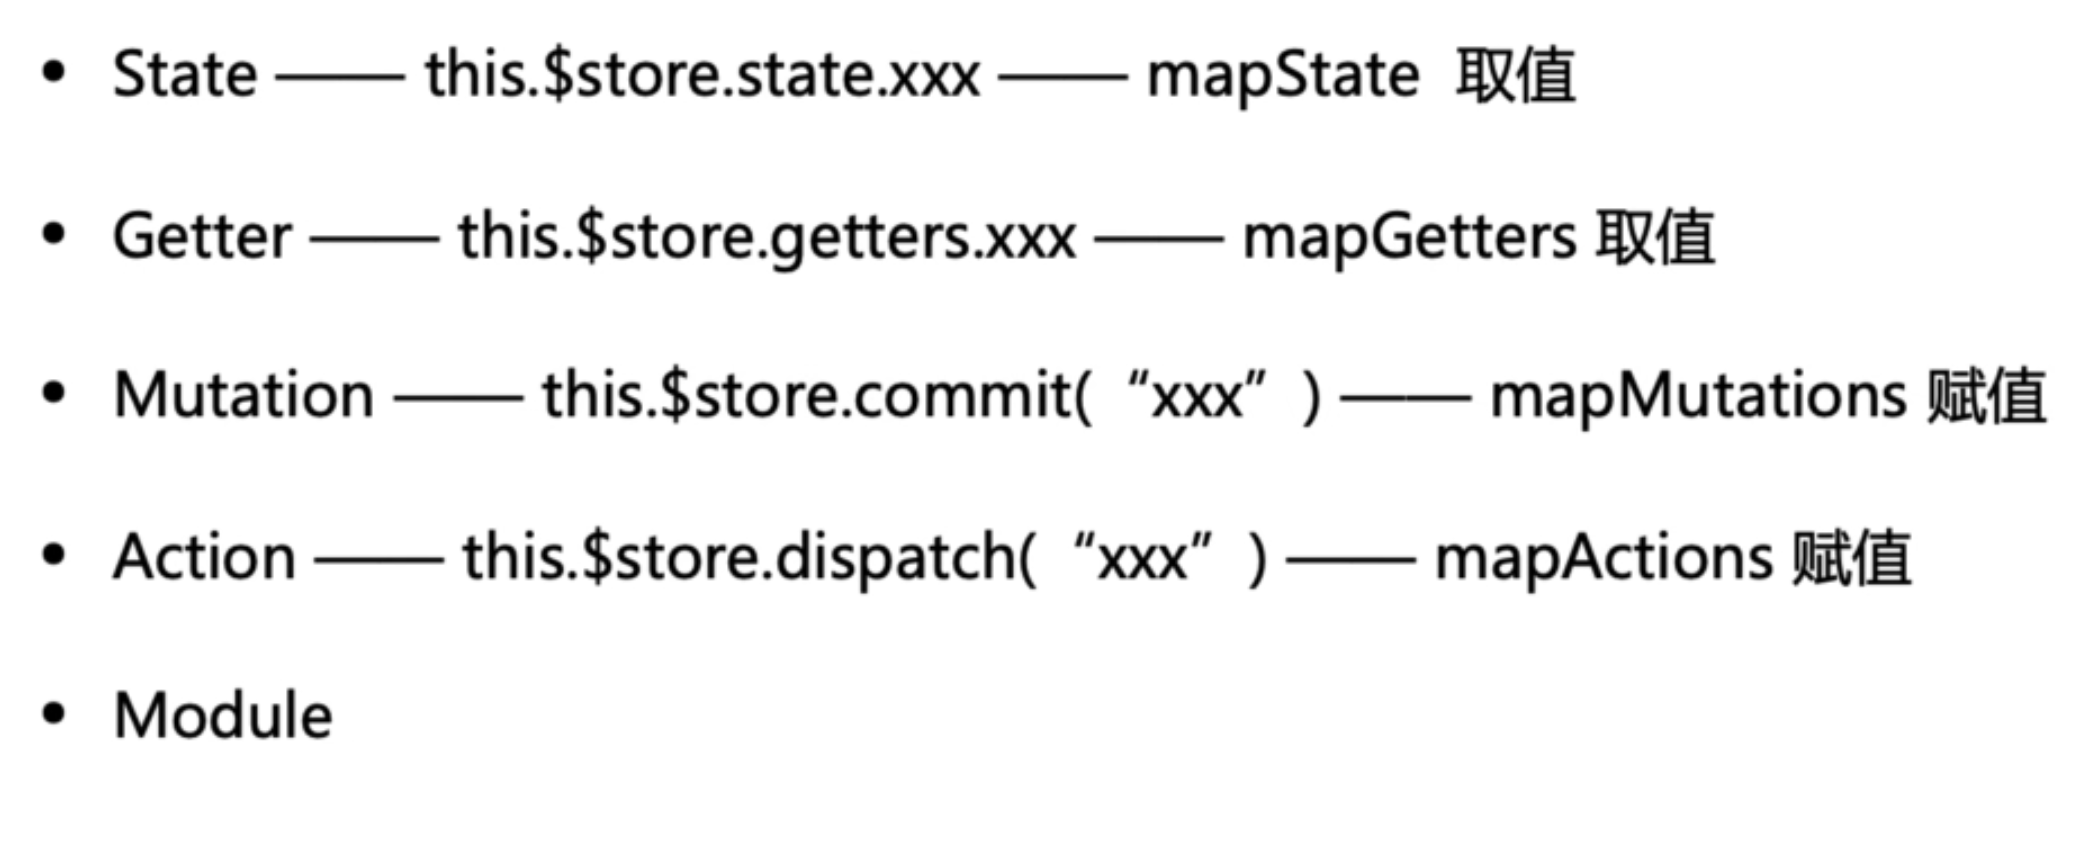 • State —— this.$store.state.xxx —— mapState 取值
• Getter —— this.$store.getters.xxx —— mapGetters 取值
• Mutation —— this.$store.commit(“xxx”) —— mapMutations 赋值
• Action —— this.$store.dispatch(“xxx”) —— mapActions 赋值
• Module